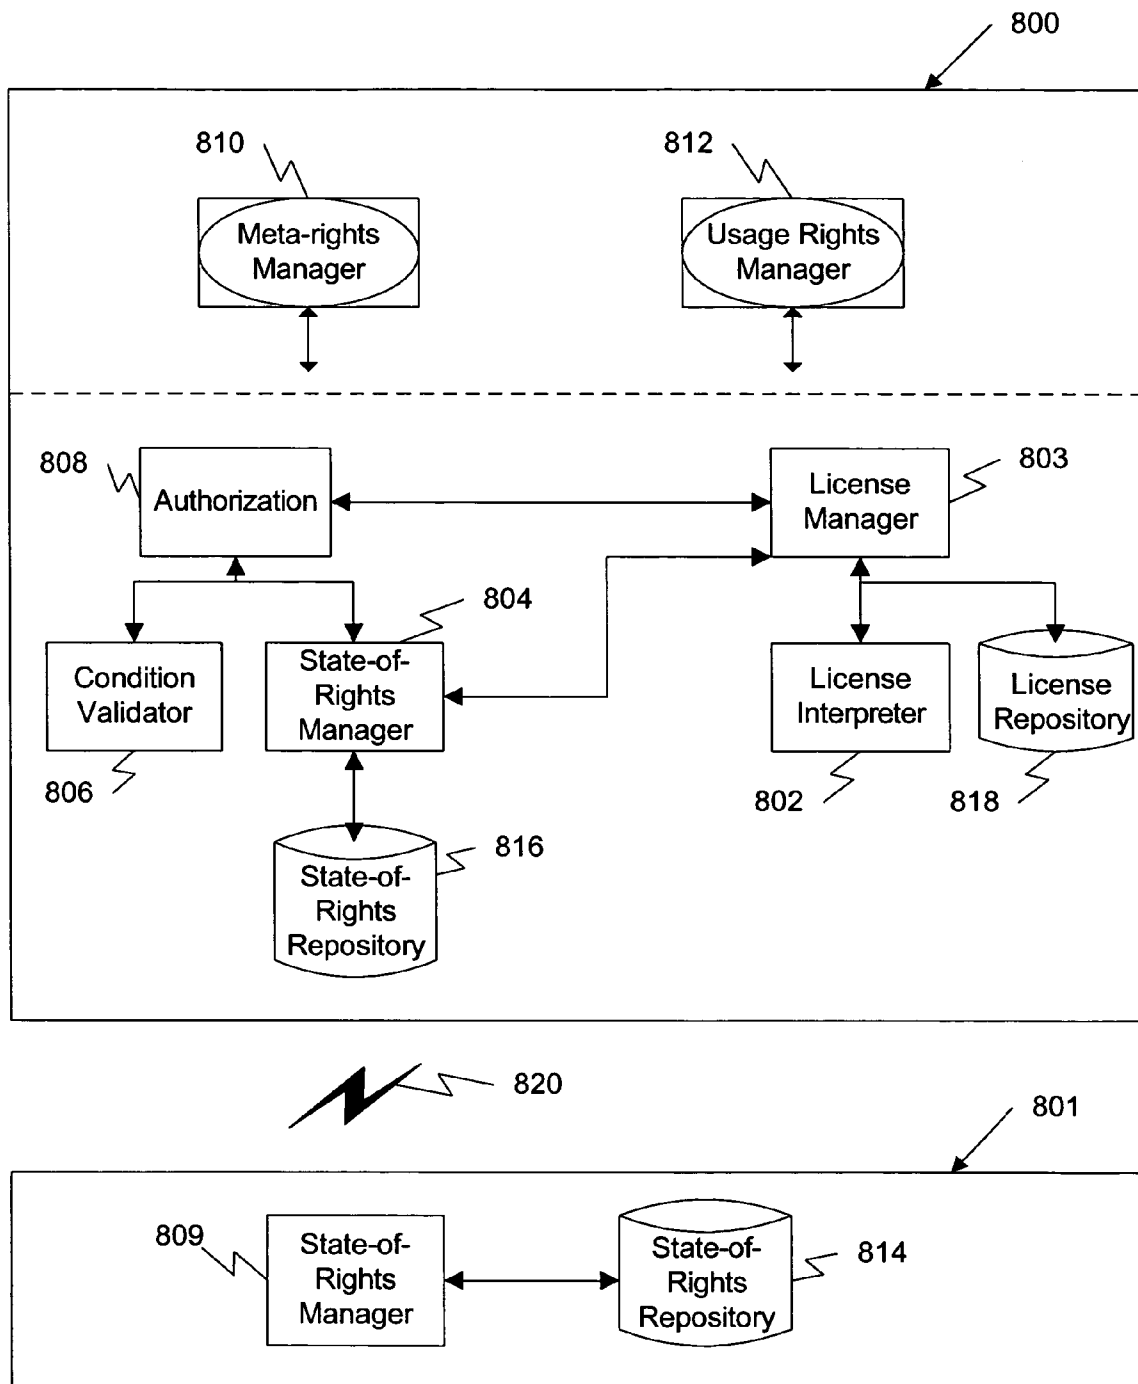 800
810
812
Meta-rights
Manager
Usage Rights
Manager
808
Authorization
License
Manager
803
804
Condition
Validator
State-of-
Rights
Manager
License
Interpreter
License
Repository
806
802
818
816
State-of-
Rights
Repository
820
801
809
State-of-
Rights
Manager
State-of-
Rights
Repository
814